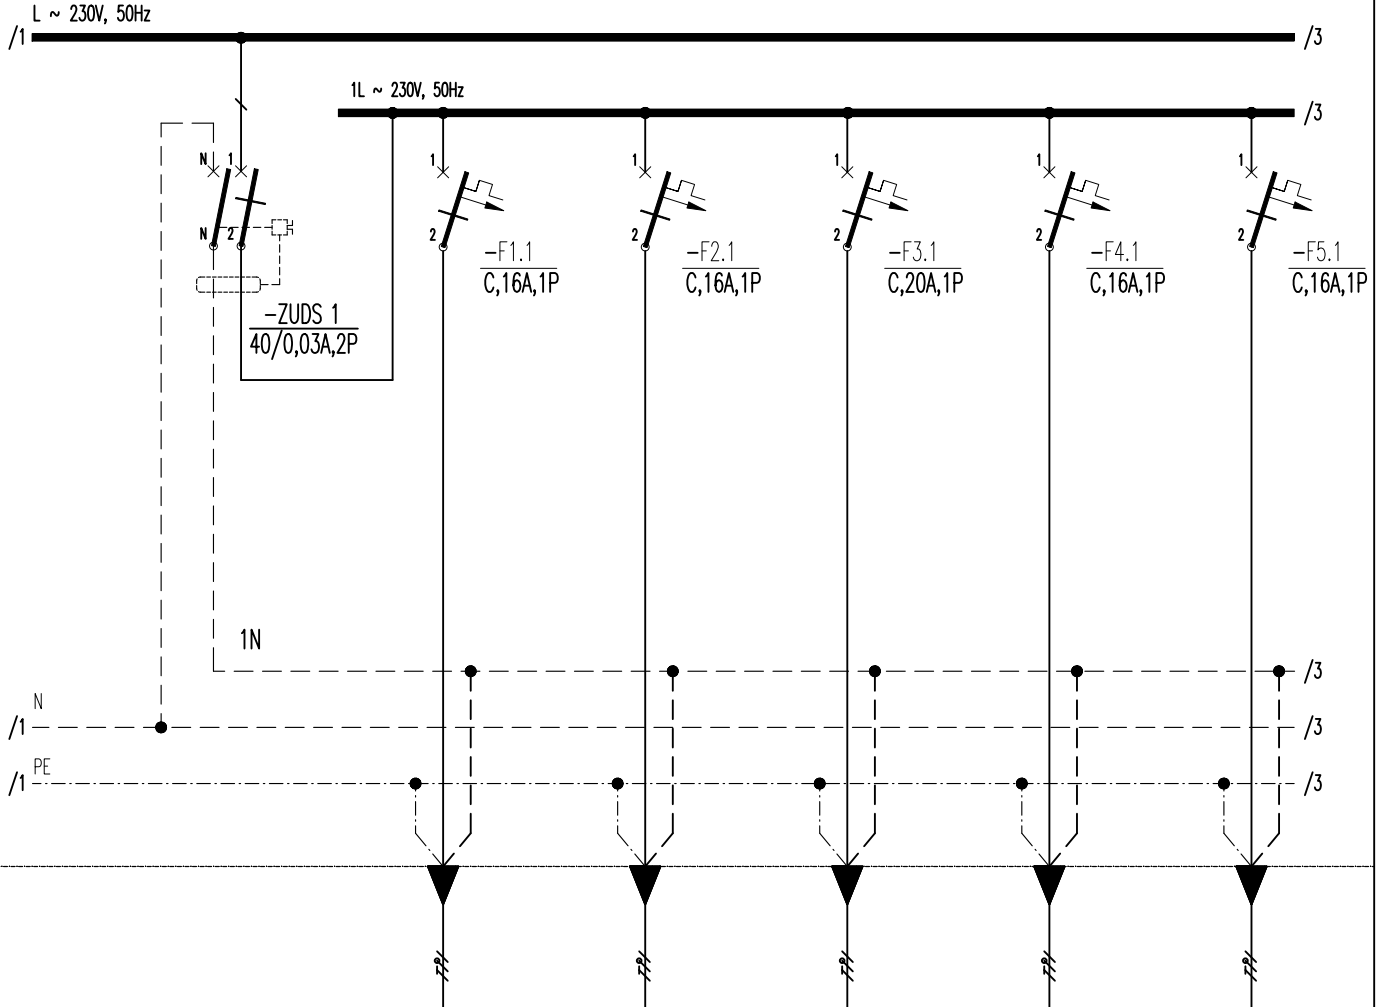 L ~ 230V, 50Hz
/1 /3
1L ~ 230V, 50Hz
/3
N 1 1 1 1 1 1
N 2 2 2 2 2 2
-F1.1 -F2.1 -F3.1 -F4.1 -F5.1
C,16A,1P C,16A,1P C,20A,1P C,16A,1P C,16A,1P
-ZUDS 1
40/0,03A,2P
1N
/3
N
/1 /3
PE
/1 /3